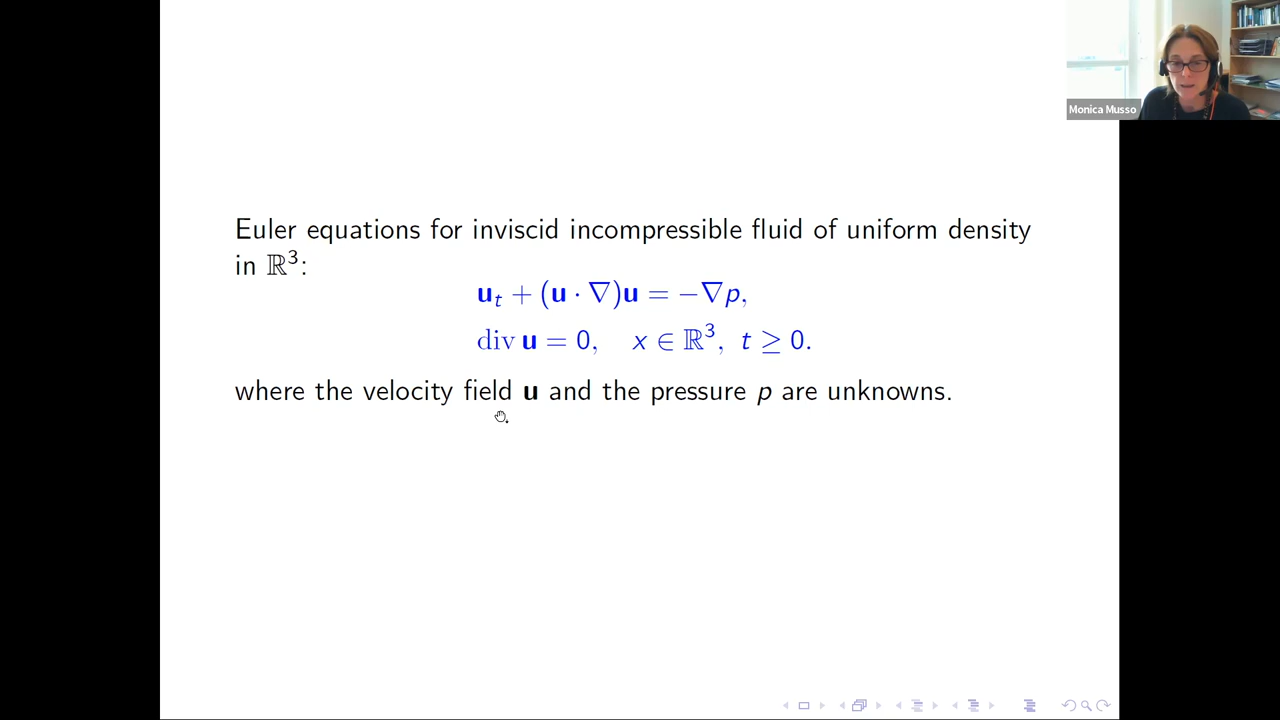 Monica Musso
Euler equations for inviscid incompressible fluid of uniform density
in ℝ³:
𝐮ₜ + (𝐮 · ∇)𝐮 = −∇p,
div 𝐮 = 0, x ∈ ℝ³, t ≥ 0.
where the velocity field 𝐮 and the pressure p are unknowns.